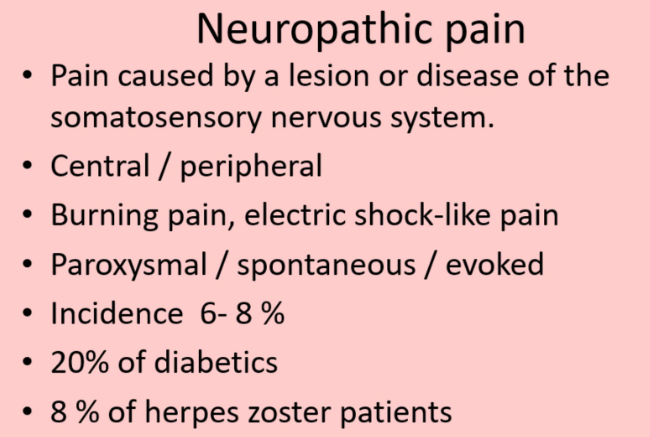 Neuropathic pain
• Pain caused by a lesion or disease of the
somatosensory nervous system.
• Central / peripheral
• Burning pain, electric shock-like pain
• Paroxysmal / spontaneous / evoked
• Incidence  6- 8 %
• 20% of diabetics
• 8 % of herpes zoster patients